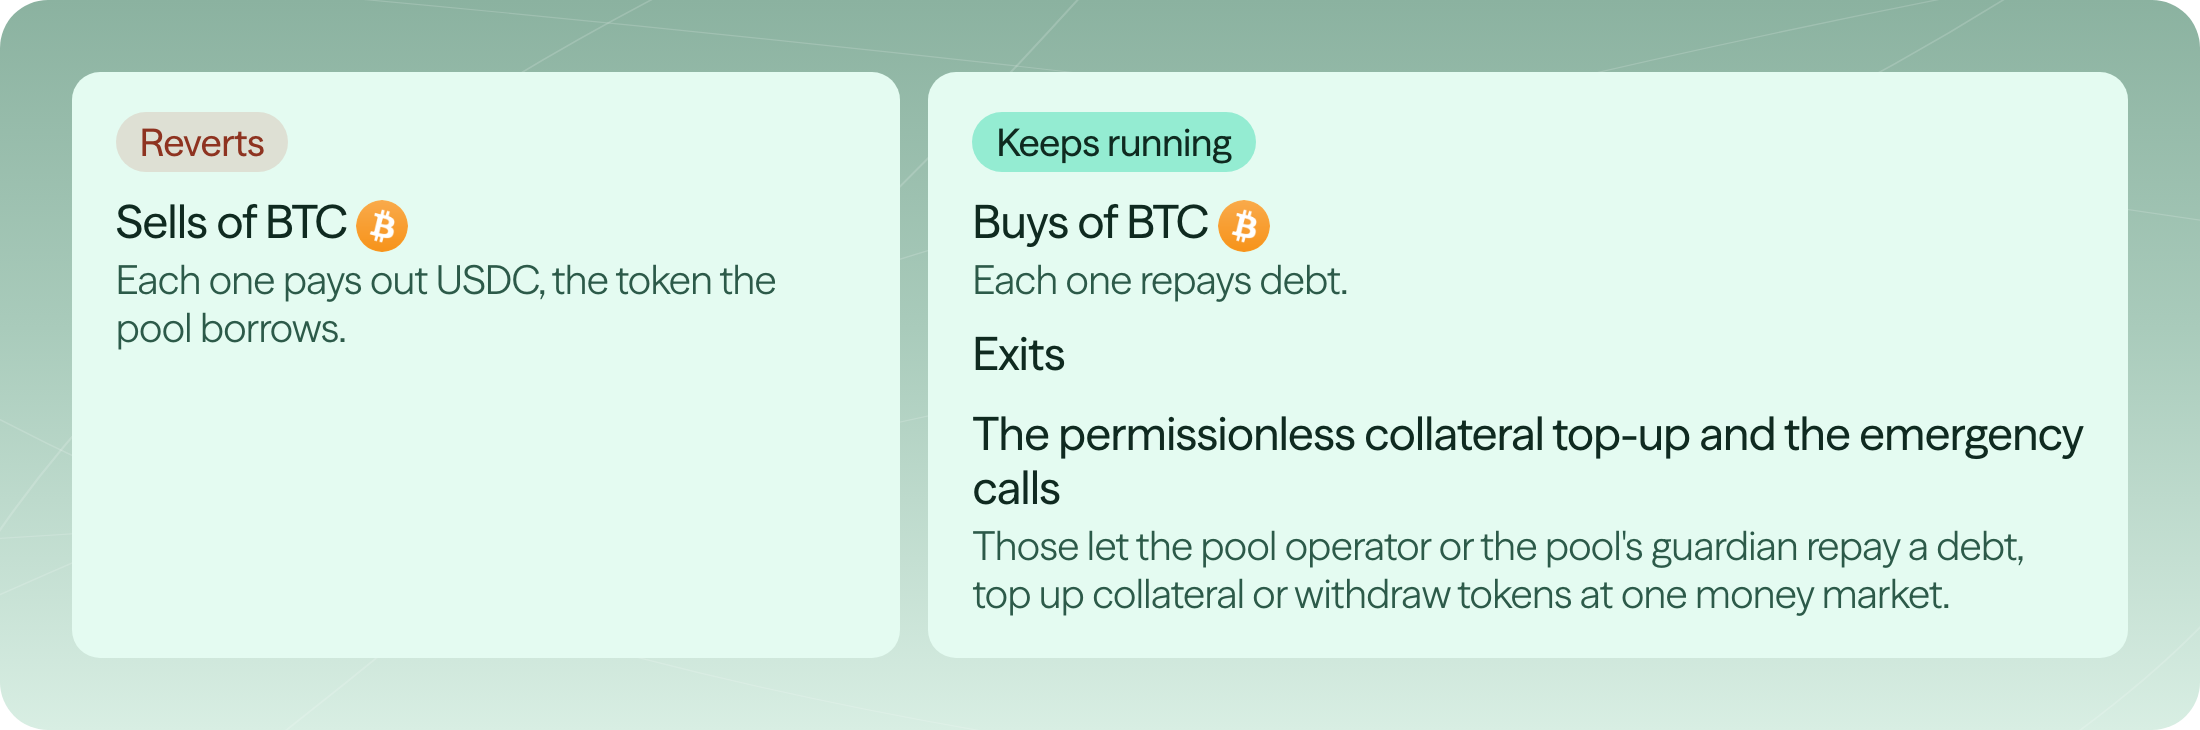 Reverts
Sells of BTC
Each one pays out USDC, the token the
pool borrows.
Keeps running
Buys of BTC
Each one repays debt.
Exits
The permissionless collateral top-up and the emergency
calls
Those let the pool operator or the pool's guardian repay a debt,
top up collateral or withdraw tokens at one money market.